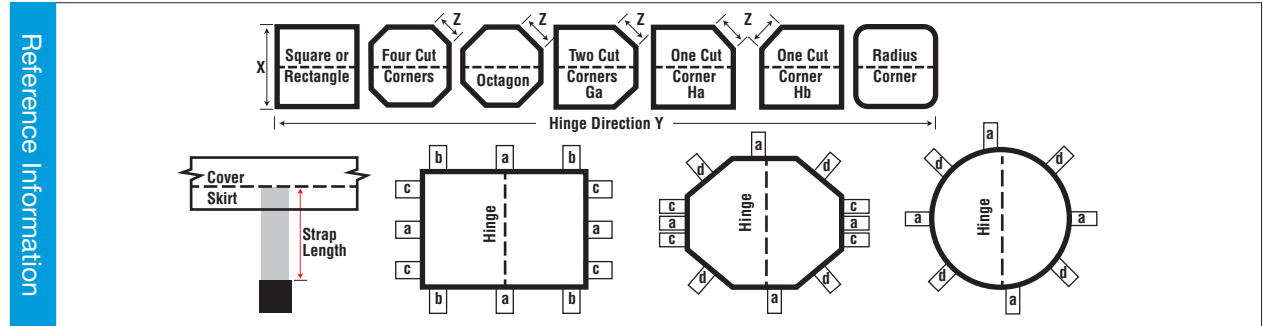 Reference Information
Z Z Z
X
Square or
Rectangle
Four Cut
Corners
Octagon
Two Cut
Corners
Ga
One Cut
Corner
Ha
One Cut
Corner
Hb
Radius
Corner
Hinge Direction Y
Cover
Skirt
Strap
Length
b a b
c c
a a
c c
b a b
Hinge
a
d d
c c
a a
c c
d d
a
Hinge
a
d d
a a
d d
a
Hinge